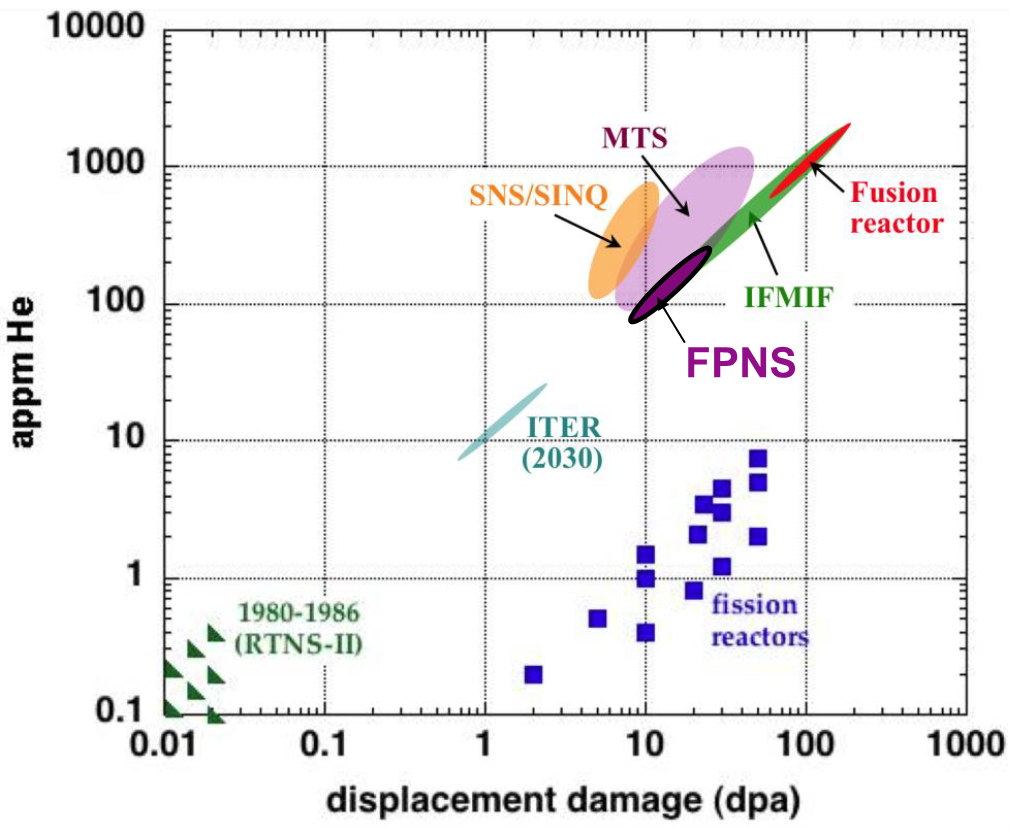 10000
1000
100
10
1
0.1
appm He
MTS
SNS/SINQ
Fusion
reactor
IFMIF
FPNS
ITER
(2030)
1980-1986
(RTNS-II)
fission
reactors
0.01
0.1
1
10
100
1000
displacement damage (dpa)